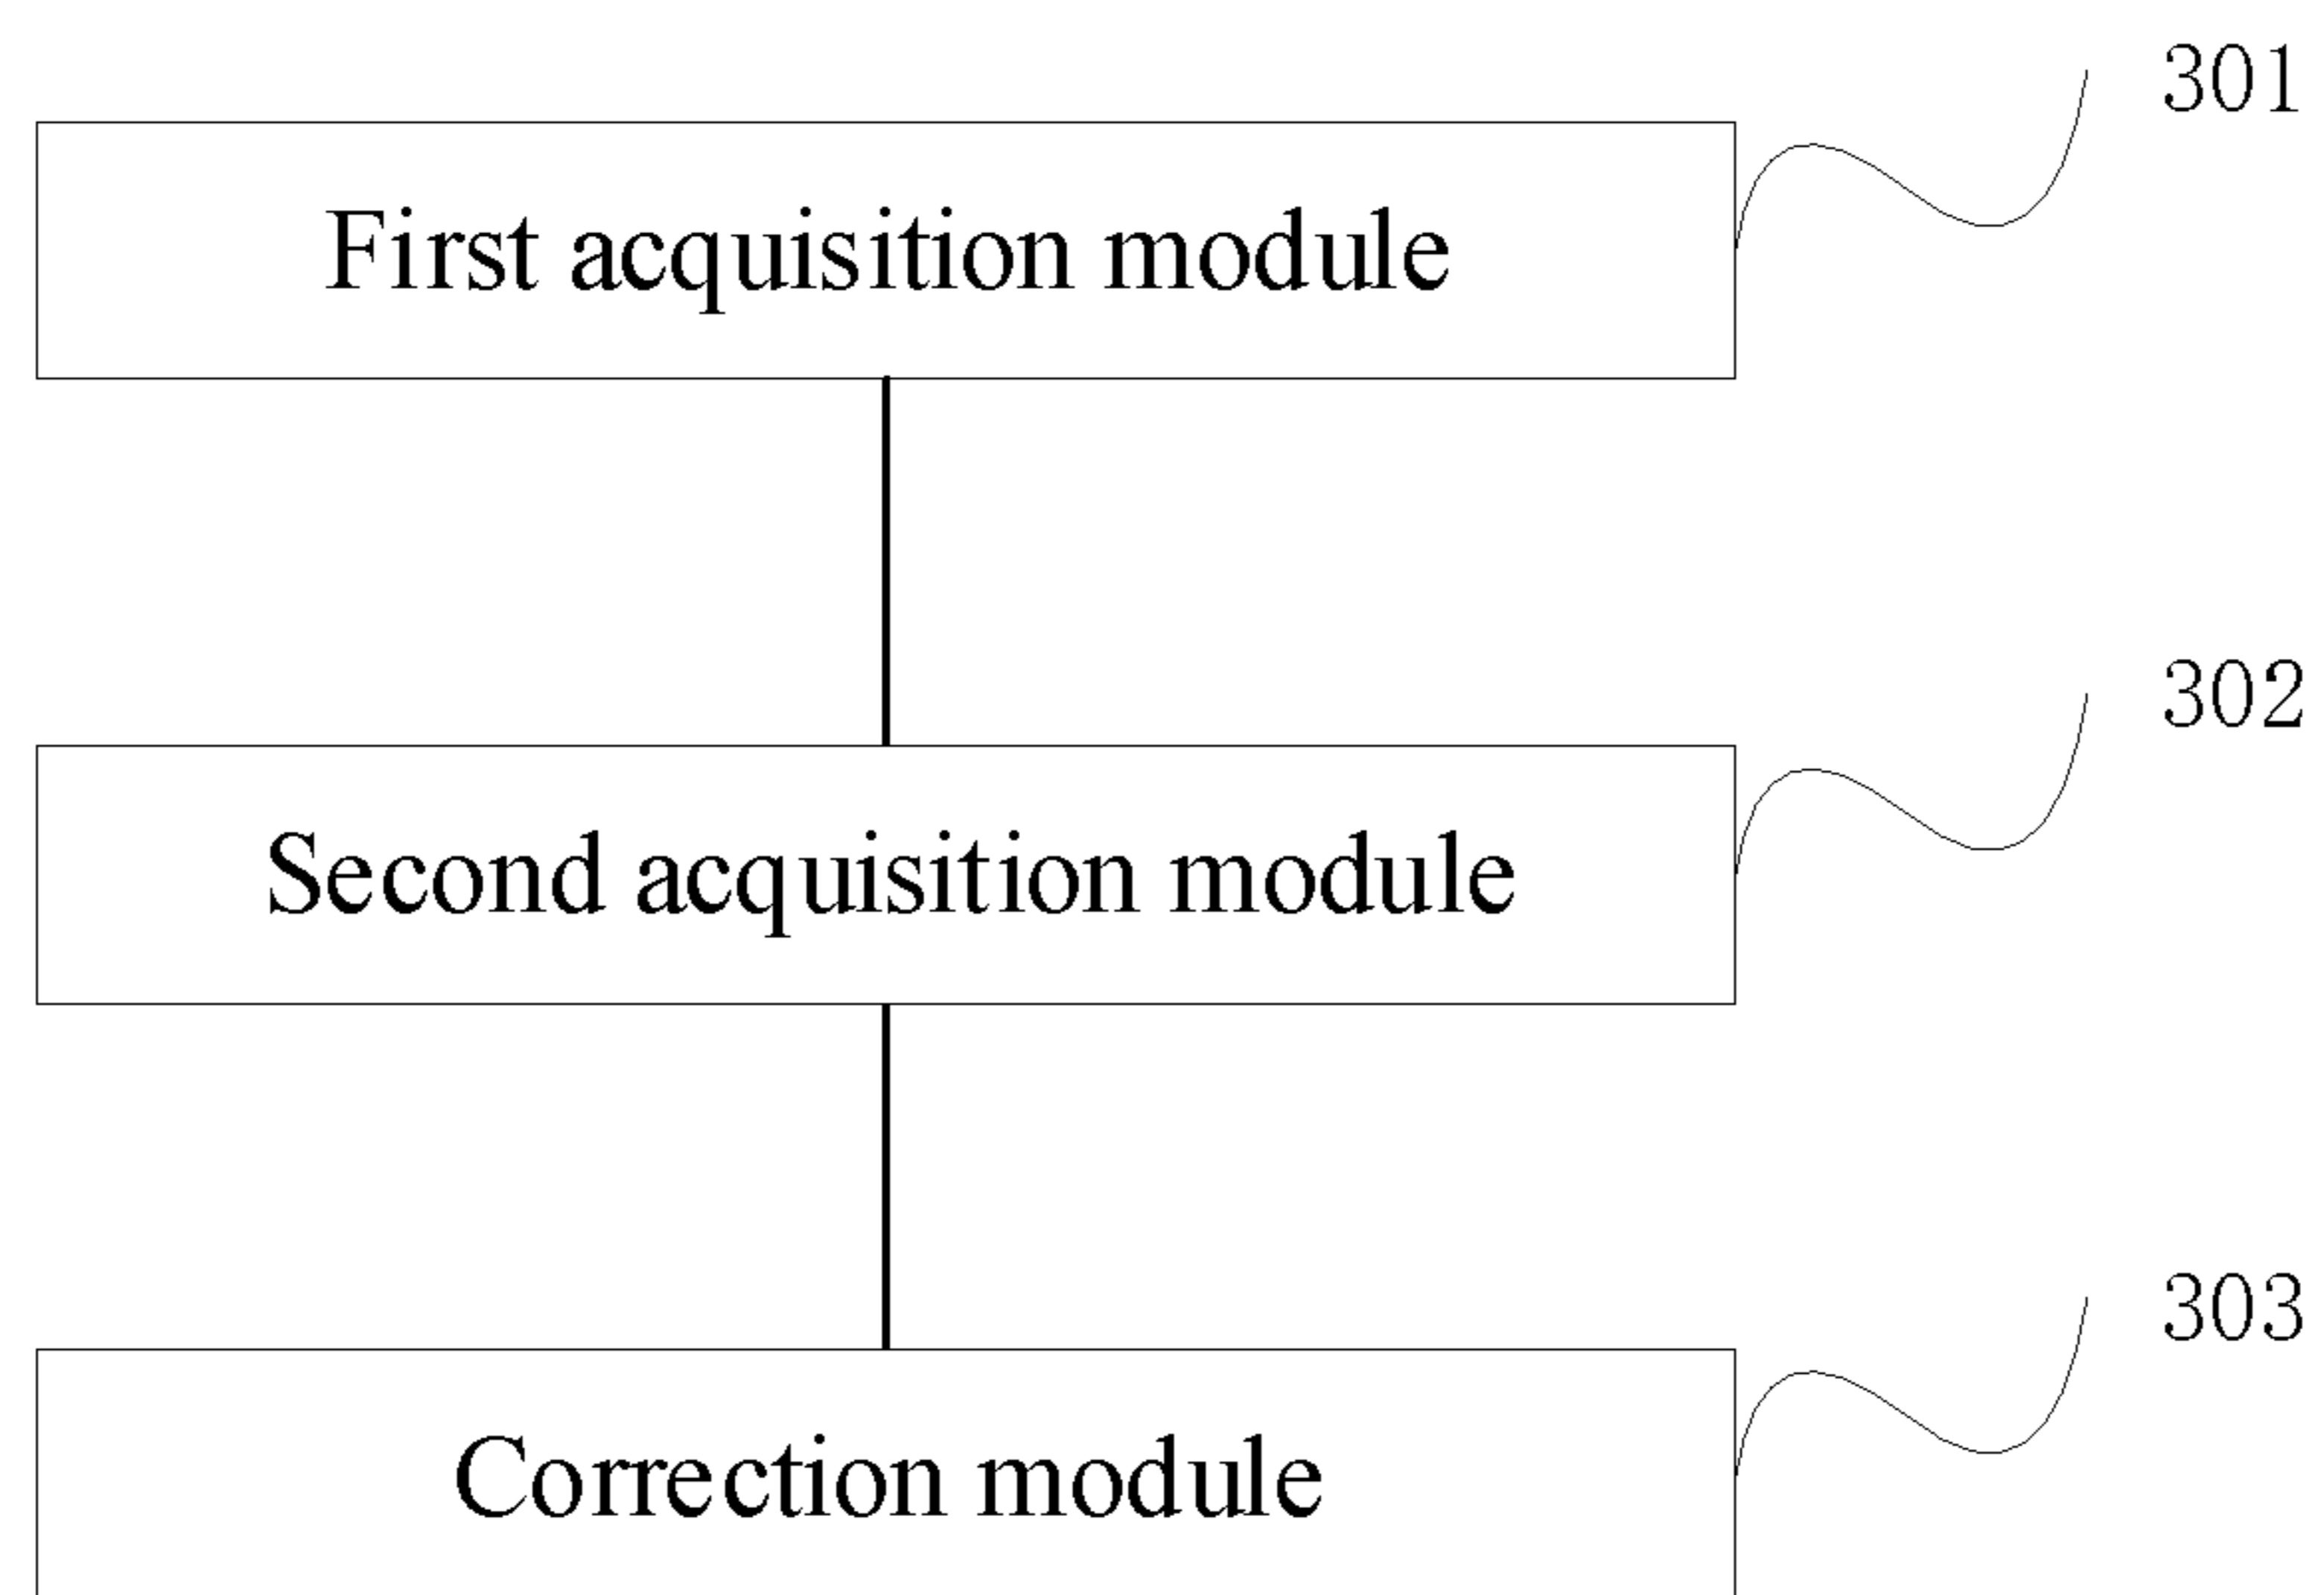 301
First acquisition module
302
Second acquisition module
303
Correction module